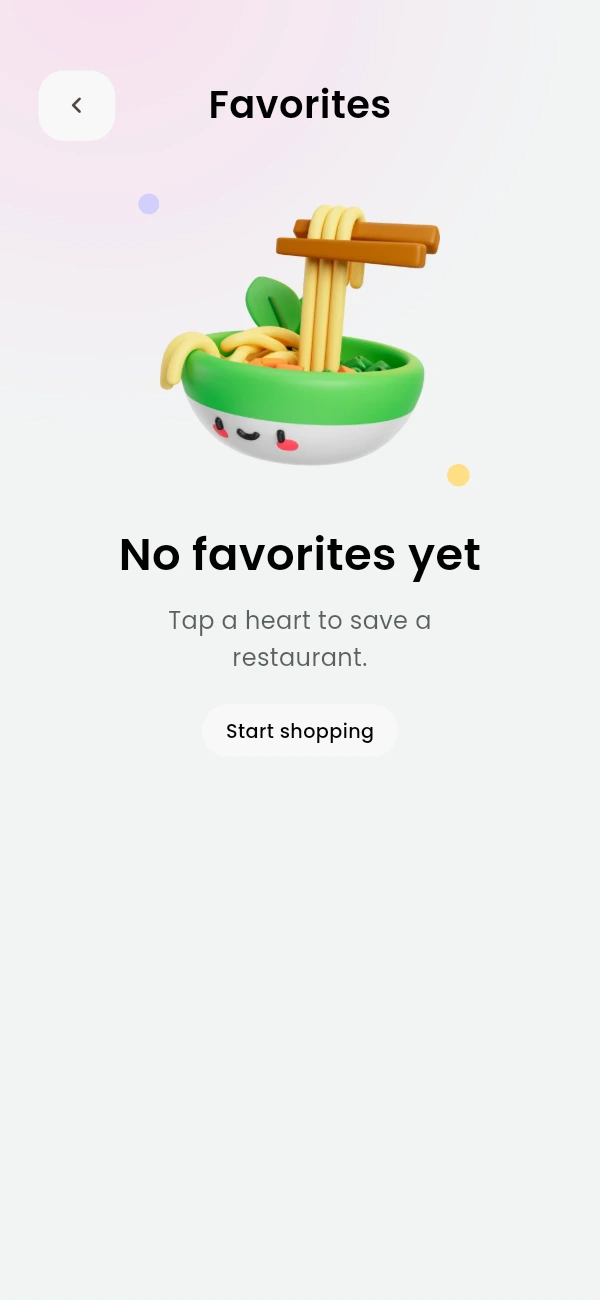 Favorites
No favorites yet
Tap a heart to save a
restaurant.
Start shopping